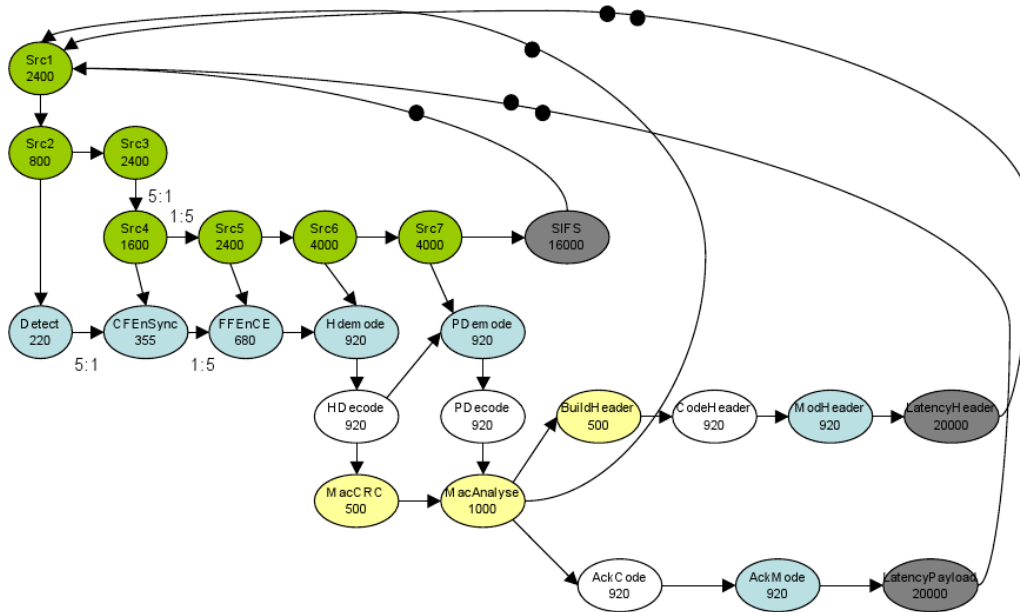 Src1
2400
Src2
800
Src3
2400
5:1
1:5
Src4
1600
Src5
2400
Src6
4000
Src7
4000
SIFS
16000
Detect
220
CFEnSync
355
FFEnCE
680
Hdemode
920
PDemode
920
5:1
1:5
HDecode
920
PDecode
920
BuildHeader
500
CodeHeader
920
ModHeader
920
LatencyHeader
20000
MacCRC
500
MacAnalyse
1000
AckCode
920
AckMode
920
LatencyPayload
20000